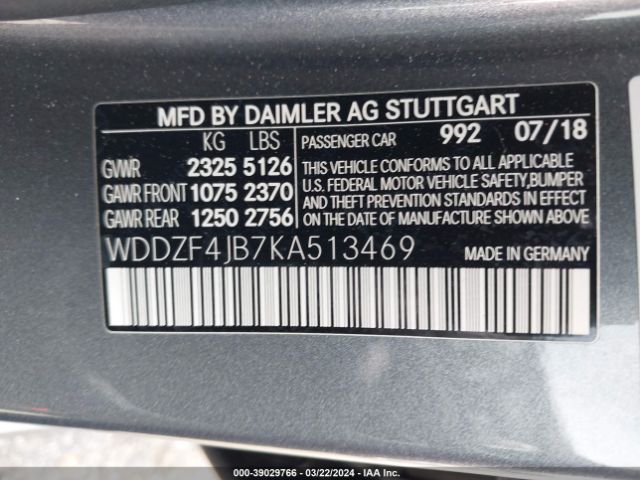 MFD BY DAIMLER AG STUTTGART
KG LBS
PASSENGER CAR 992 07/18
GVWR 2325 5126
GAWR FRONT 1075 2370
GAWR REAR 1250 2756
THIS VEHICLE CONFORMS TO ALL APPLICABLE
U.S. FEDERAL MOTOR VEHICLE SAFETY,BUMPER
AND THEFT PREVENTION STANDARDS IN EFFECT
ON THE DATE OF MANUFACTURE SHOWN ABOVE.
WDDZF4JB7KA513469
MADE IN GERMANY
000-39029766 - 03/22/2024 - IAA Inc.